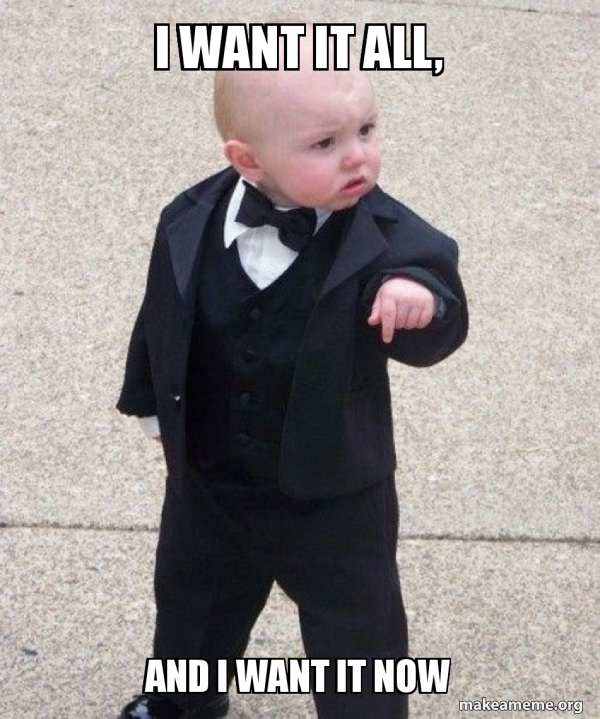 I WANT IT ALL,
AND I WANT IT NOW
makeameme.org